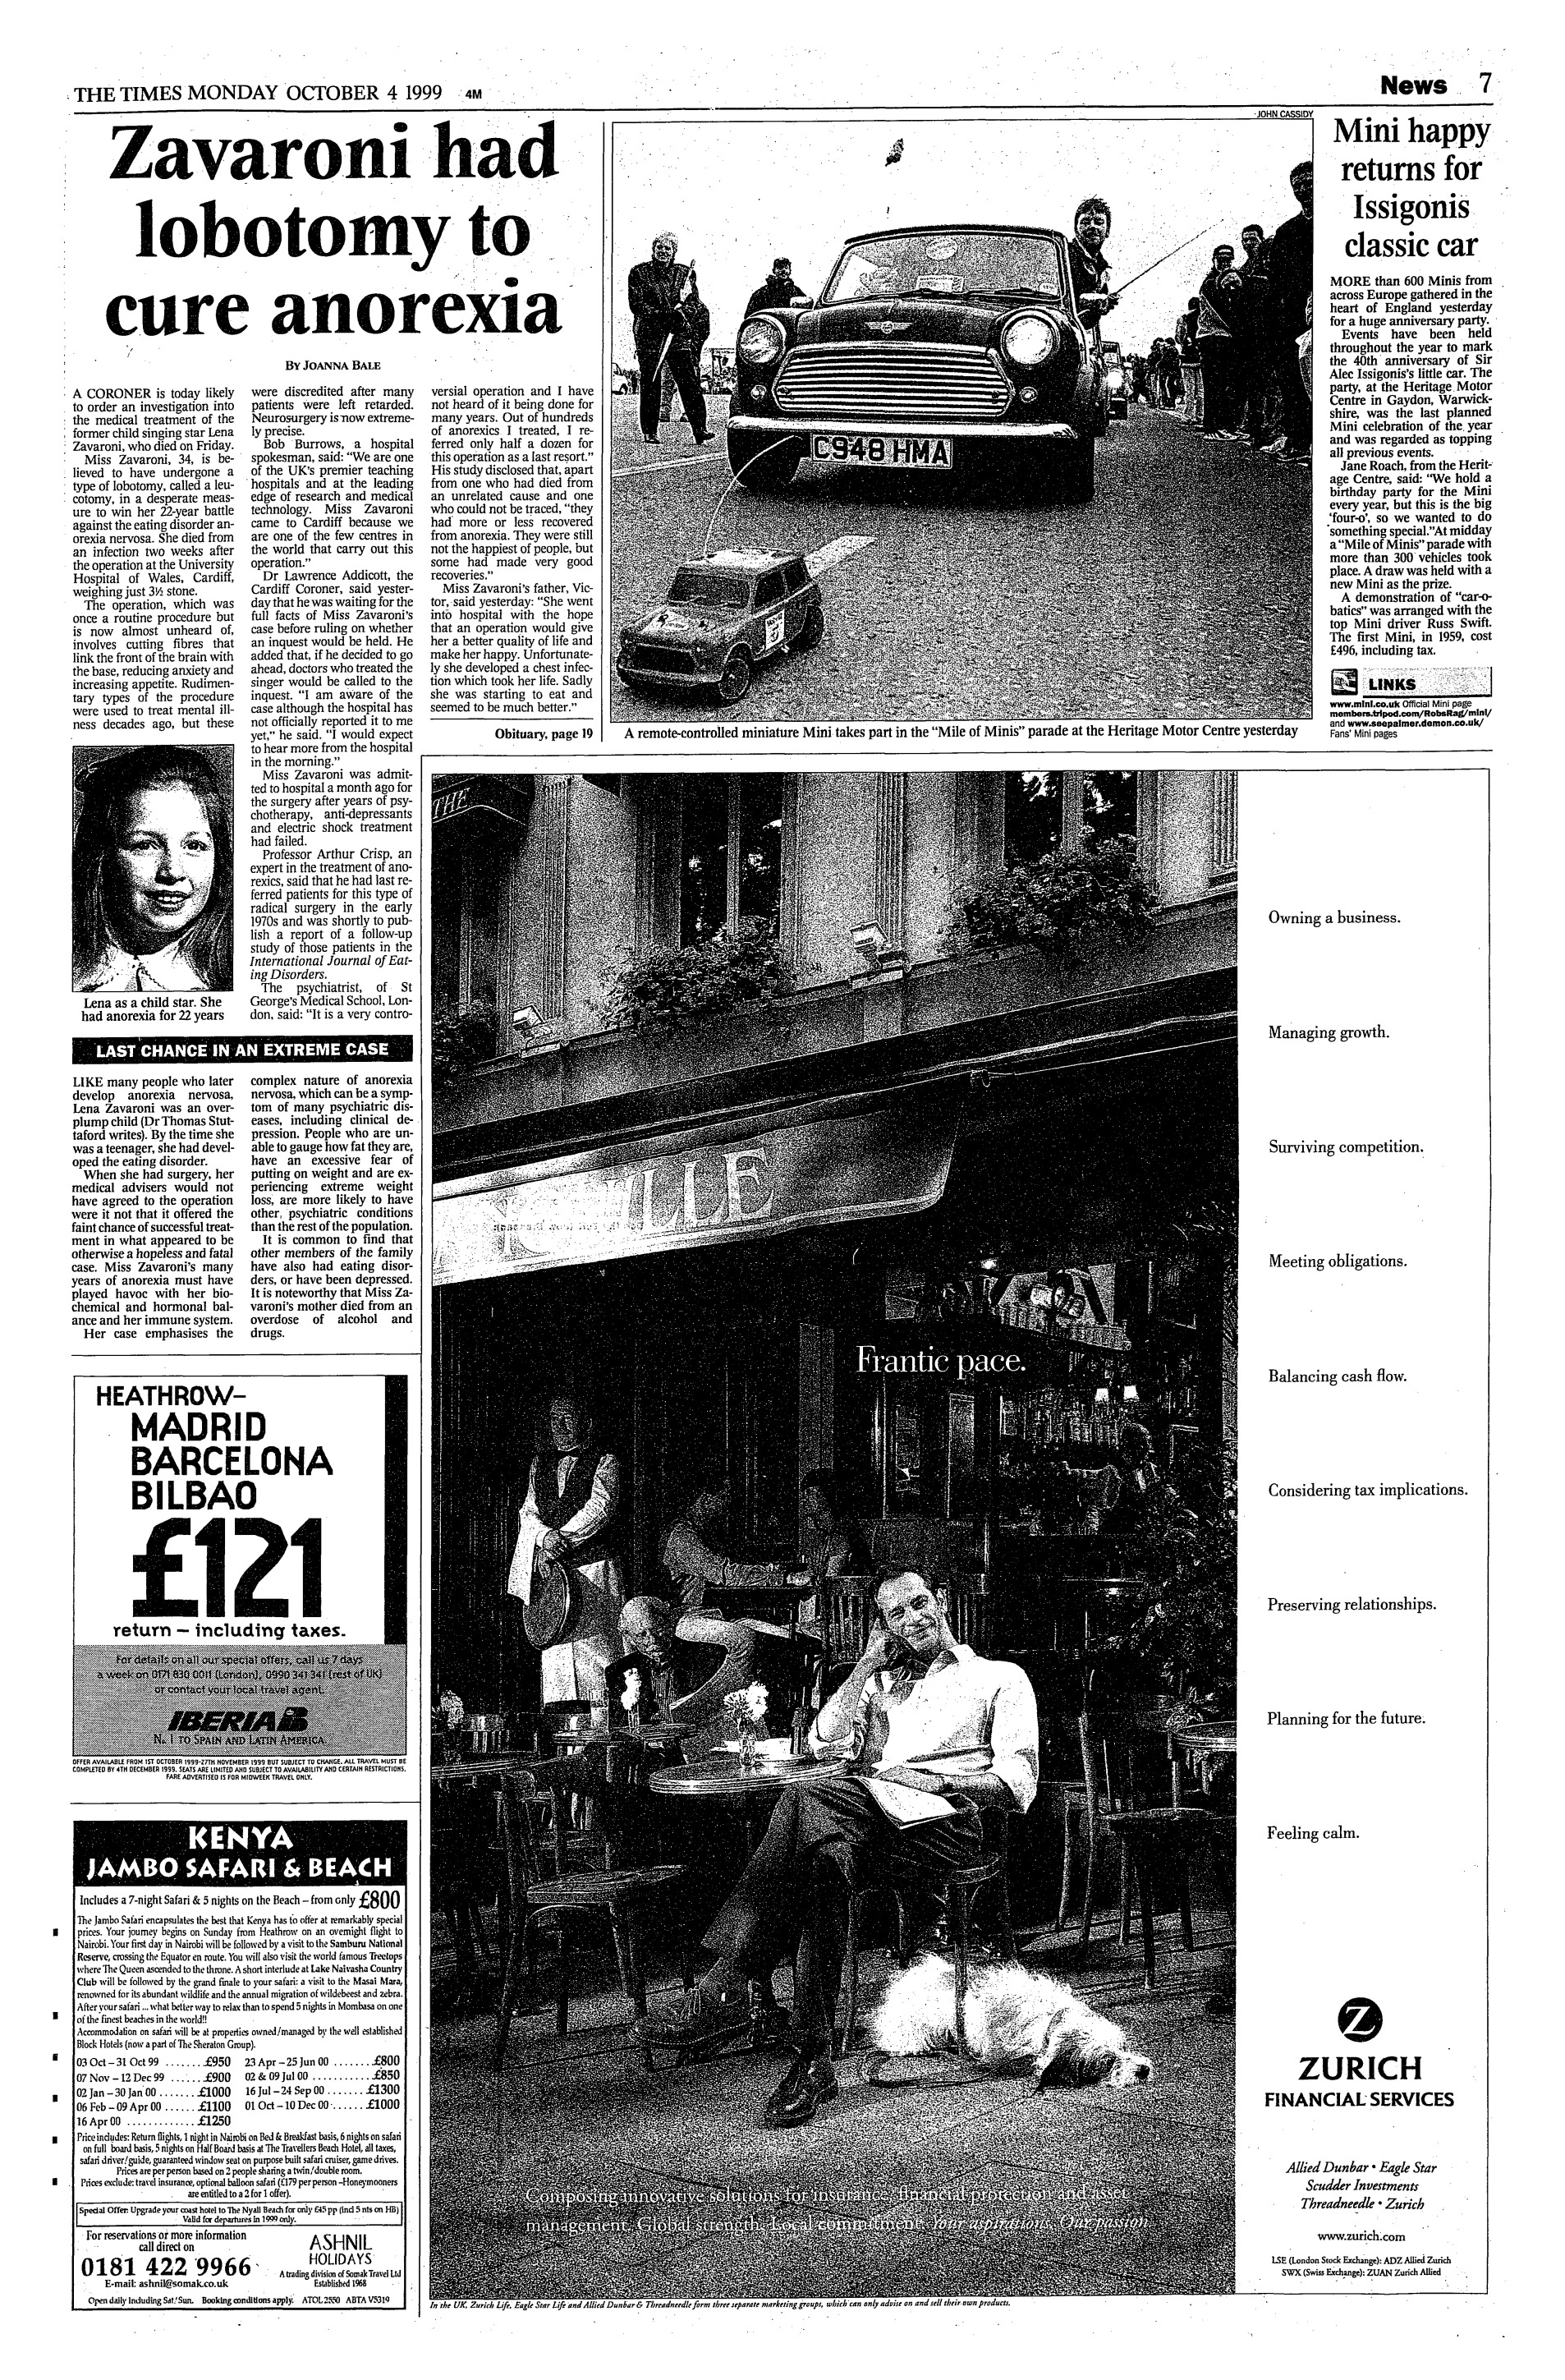 THE TIMES MONDAY OCTOBER 4 1999 4M
News 7
Zavaroni had
lobotomy to
cure anorexia
BY JOANNA BALE
A CORONER is today likely
to order an investigation into
the medical treatment of the
former child singing star Lena
Zavaroni, who died on Friday.
Miss Zavaroni, 34, is be-
lieved to have undergone a
type of lobotomy, called a leu-
cotomy, in a desperate meas-
ure to win her 22-year battle
against the eating disorder an-
orexia nervosa. She died from
an infection two weeks after
the operation at the University
Hospital of Wales, Cardiff,
weighing just 3½ stone.
The operation, which was
once a routine procedure but
is now almost unheard of,
involves cutting fibres that
link the front of the brain with
the base, reducing anxiety and
increasing appetite. Rudimen-
tary types of the procedure
were used to treat mental ill-
ness decades ago, but these
were discredited after many
patients were left retarded.
Neurosurgery is now extreme-
ly precise.
Bob Burrows, a hospital
spokesman, said: "We are one
of the UK's premier teaching
hospitals and at the leading
edge of research and medical
technology. Miss Zavaroni
came to Cardiff because we
are one of the few centres in
the world that carry out this
operation."
Dr Lawrence Addicott, the
Cardiff Coroner, said yester-
day that he was waiting for the
full facts of Miss Zavaroni's
case before ruling on whether
an inquest would be held. He
added that, if he decided to go
ahead, doctors who treated the
singer would be called to the
inquest. "I am aware of the
case although the hospital has
not officially reported it to me
yet," he said. "I would expect
to hear more from the hospital
in the morning."
Miss Zavaroni was admit-
ted to hospital a month ago for
the surgery after years of psy-
chotherapy, anti-depressants
and electric shock treatment
had failed.
Professor Arthur Crisp, an
expert in the treatment of ano-
rexics, said that he had last re-
ferred patients for this type of
radical surgery in the early
1970s and was shortly to pub-
lish a report of a follow-up
study of those patients in the
International Journal of Eat-
ing Disorders.
The psychiatrist, of St
George's Medical School, Lon-
don, said: "It is a very contro-
versial operation and I have
not heard of it being done for
many years. Out of hundreds
of anorexics I treated, I re-
ferred only half a dozen for
this operation as a last resort."
His study disclosed that, apart
from one who had died from
an unrelated cause and one
who could not be traced, "they
had more or less recovered
from anorexia. They were still
not the happiest of people, but
some had made very good
recoveries."
Miss Zavaroni's father, Vic-
tor, said yesterday: "She went
into hospital with the hope
that an operation would give
her a better quality of life and
make her happy. Unfortunate-
ly she developed a chest infec-
tion which took her life. Sadly
she was starting to eat and
seemed to be much better."
Obituary, page 19
Lena as a child star. She
had anorexia for 22 years
LAST CHANCE IN AN EXTREME CASE
LIKE many people who later
develop anorexia nervosa,
Lena Zavaroni was an over-
plump child (Dr Thomas Stut-
taford writes). By the time she
was a teenager, she had devel-
oped the eating disorder.
When she had surgery, her
medical advisers would not
have agreed to the operation
were it not that it offered the
faint chance of successful treat-
ment in what appeared to be
otherwise a hopeless and fatal
case. Miss Zavaroni's many
years of anorexia must have
played havoc with her bio-
chemical and hormonal bal-
ance and her immune system.
Her case emphasises the
complex nature of anorexia
nervosa, which can be a symp-
tom of many psychiatric dis-
eases, including clinical de-
pression. People who are un-
able to gauge how fat they are,
have an excessive fear of
putting on weight and are ex-
periencing extreme weight
loss, are more likely to have
other psychiatric conditions
than the rest of the population.
It is common to find that
other members of the family
have also had eating disor-
ders, or have been depressed.
It is noteworthy that Miss Za-
varoni's mother died from an
overdose of alcohol and
drugs.
JOHN CASSIDY
C948 HMA
A remote-controlled miniature Mini takes part in the "Mile of Minis" parade at the Heritage Motor Centre yesterday
Mini happy
returns for
Issigonis
classic car
MORE than 600 Minis from
across Europe gathered in the
heart of England yesterday
for a huge anniversary party.
Events have been held
throughout the year to mark
the 40th anniversary of Sir
Alec Issigonis's little car. The
party, at the Heritage Motor
Centre in Gaydon, Warwick-
shire, was the last planned
Mini celebration of the year
and was regarded as topping
all previous events.
Jane Roach, from the Herit-
age Centre, said: "We hold a
birthday party for the Mini
every year, but this is the big
'four-o', so we wanted to do
something special."At midday
a "Mile of Minis" parade with
more than 300 vehicles took
place. A draw was held with a
new Mini as the prize.
A demonstration of "car-o-
batics" was arranged with the
top Mini driver Russ Swift.
The first Mini, in 1959, cost
£496, including tax.
LINKS
www.mini.co.uk Official Mini page
members.tripod.com/RobsRag/mini/
and www.seepalmer.demon.co.uk/
Fans' Mini pages
HEATHROW–
MADRID
BARCELONA
BILBAO
£121
return – including taxes.
For details on all our special offers, call us 7 days
a week on 0171 830 0011 (London), 0990 341 341 (rest of UK)
or contact your local travel agent.
IBERIA
No. 1 TO SPAIN AND LATIN AMERICA
OFFER AVAILABLE FROM 1ST OCTOBER 1999-27TH NOVEMBER 1999 BUT SUBJECT TO CHANGE. ALL TRAVEL MUST BE
COMPLETED BY 4TH DECEMBER 1999. SEATS ARE LIMITED AND SUBJECT TO AVAILABILITY AND CERTAIN RESTRICTIONS.
FARE ADVERTISED IS FOR MIDWEEK TRAVEL ONLY.
KENYA
JAMBO SAFARI & BEACH
Includes a 7-night Safari & 5 nights on the Beach – from only £800
The Jambo Safari encapsulates the best that Kenya has to offer at remarkably special
prices. Your journey begins on Sunday from Heathrow on an overnight flight to
Nairobi. Your first day in Nairobi will be followed by a visit to the Samburu National
Reserve, crossing the Equator en route. You will also visit the world famous Treetops
where The Queen ascended to the throne. A short interlude at Lake Naivasha Country
Club will be followed by the grand finale to your safari: a visit to the Masai Mara,
renowned for its abundant wildlife and the annual migration of wildebeest and zebra.
After your safari ... what better way to relax than to spend 5 nights in Mombasa on one
of the finest beaches in the world!!
Accommodation on safari will be at properties owned/managed by the well established
Block Hotels (now a part of The Sheraton Group).
03 Oct – 31 Oct 99 ........£950 23 Apr – 25 Jun 00 ........£800
07 Nov – 12 Dec 99 ......£900 02 & 09 Jul 00 ............£850
02 Jan – 30 Jan 00 .......£1000 16 Jul – 24 Sep 00 .......£1300
06 Feb – 09 Apr 00 ......£1100 01 Oct – 10 Dec 00 ......£1000
16 Apr 00 .............£1250
Price includes: Return flights, 1 night in Nairobi on Bed & Breakfast basis, 6 nights on safari
on full board basis, 5 nights on Half Board basis at The Travellers Beach Hotel, all taxes,
safari driver/guide, guaranteed window seat on purpose built safari cruiser, game drives.
Prices are per person based on 2 people sharing a twin/double room.
Prices exclude: travel insurance, optional balloon safari (£179 per person –Honeymooners
are entitled to a 2 for 1 offer).
Special Offer: Upgrade your coast hotel to The Nyali Beach for only £45 pp (incl 5 nts on HB)
Valid for departures in 1999 only.
For reservations or more information
call direct on
0181 422 9966
E-mail: ashnil@somak.co.uk
ASHNIL
HOLIDAYS
A trading division of Somak Travel Ltd
Established 1968
Open daily Including Sat/Sun. Booking conditions apply. ATOL 2550 ABTA V5319
THE
Frantic pace.
Composing innovative solutions for insurance, financial protection and asset
management. Global strength. Local commitment. Your aspirations. Our passion
Owning a business.
Managing growth.
Surviving competition.
Meeting obligations.
Balancing cash flow.
Considering tax implications.
Preserving relationships.
Planning for the future.
Feeling calm.
Z
ZURICH
FINANCIAL SERVICES
Allied Dunbar • Eagle Star
Scudder Investments
Threadneedle • Zurich
www.zurich.com
LSE (London Stock Exchange): ADZ Allied Zurich
SWX (Swiss Exchange): ZUAN Zurich Allied
In the UK, Zurich Life, Eagle Star Life and Allied Dunbar & Threadneedle form three separate marketing groups, which can only advise on and sell their own products.